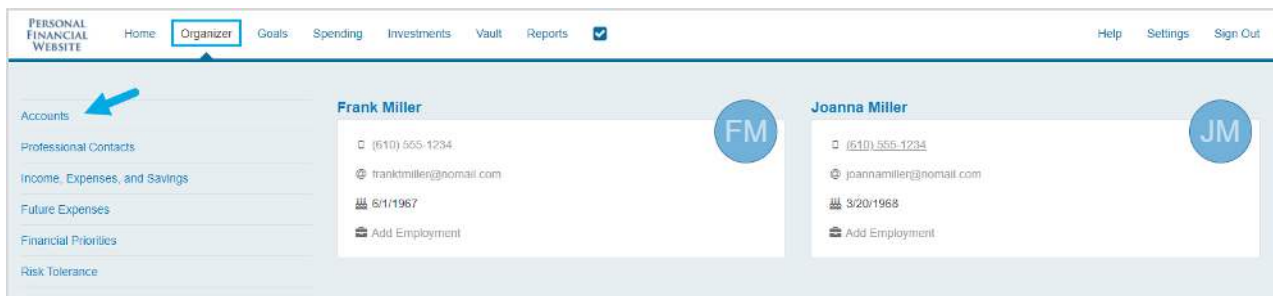 PERSONAL
FINANCIAL
WEBSITE
Home Organizer Goals Spending Investments Vault Reports Help Settings Sign Out
Accounts
Professional Contacts
Income, Expenses, and Savings
Future Expenses
Financial Priorities
Risk Tolerance
Frank Miller
FM
(610) 555-1234
franktmiller@nomail.com
6/1/1967
Add Employment
Joanna Miller
JM
(610) 555-1234
joannamiller@nomail.com
3/20/1968
Add Employment